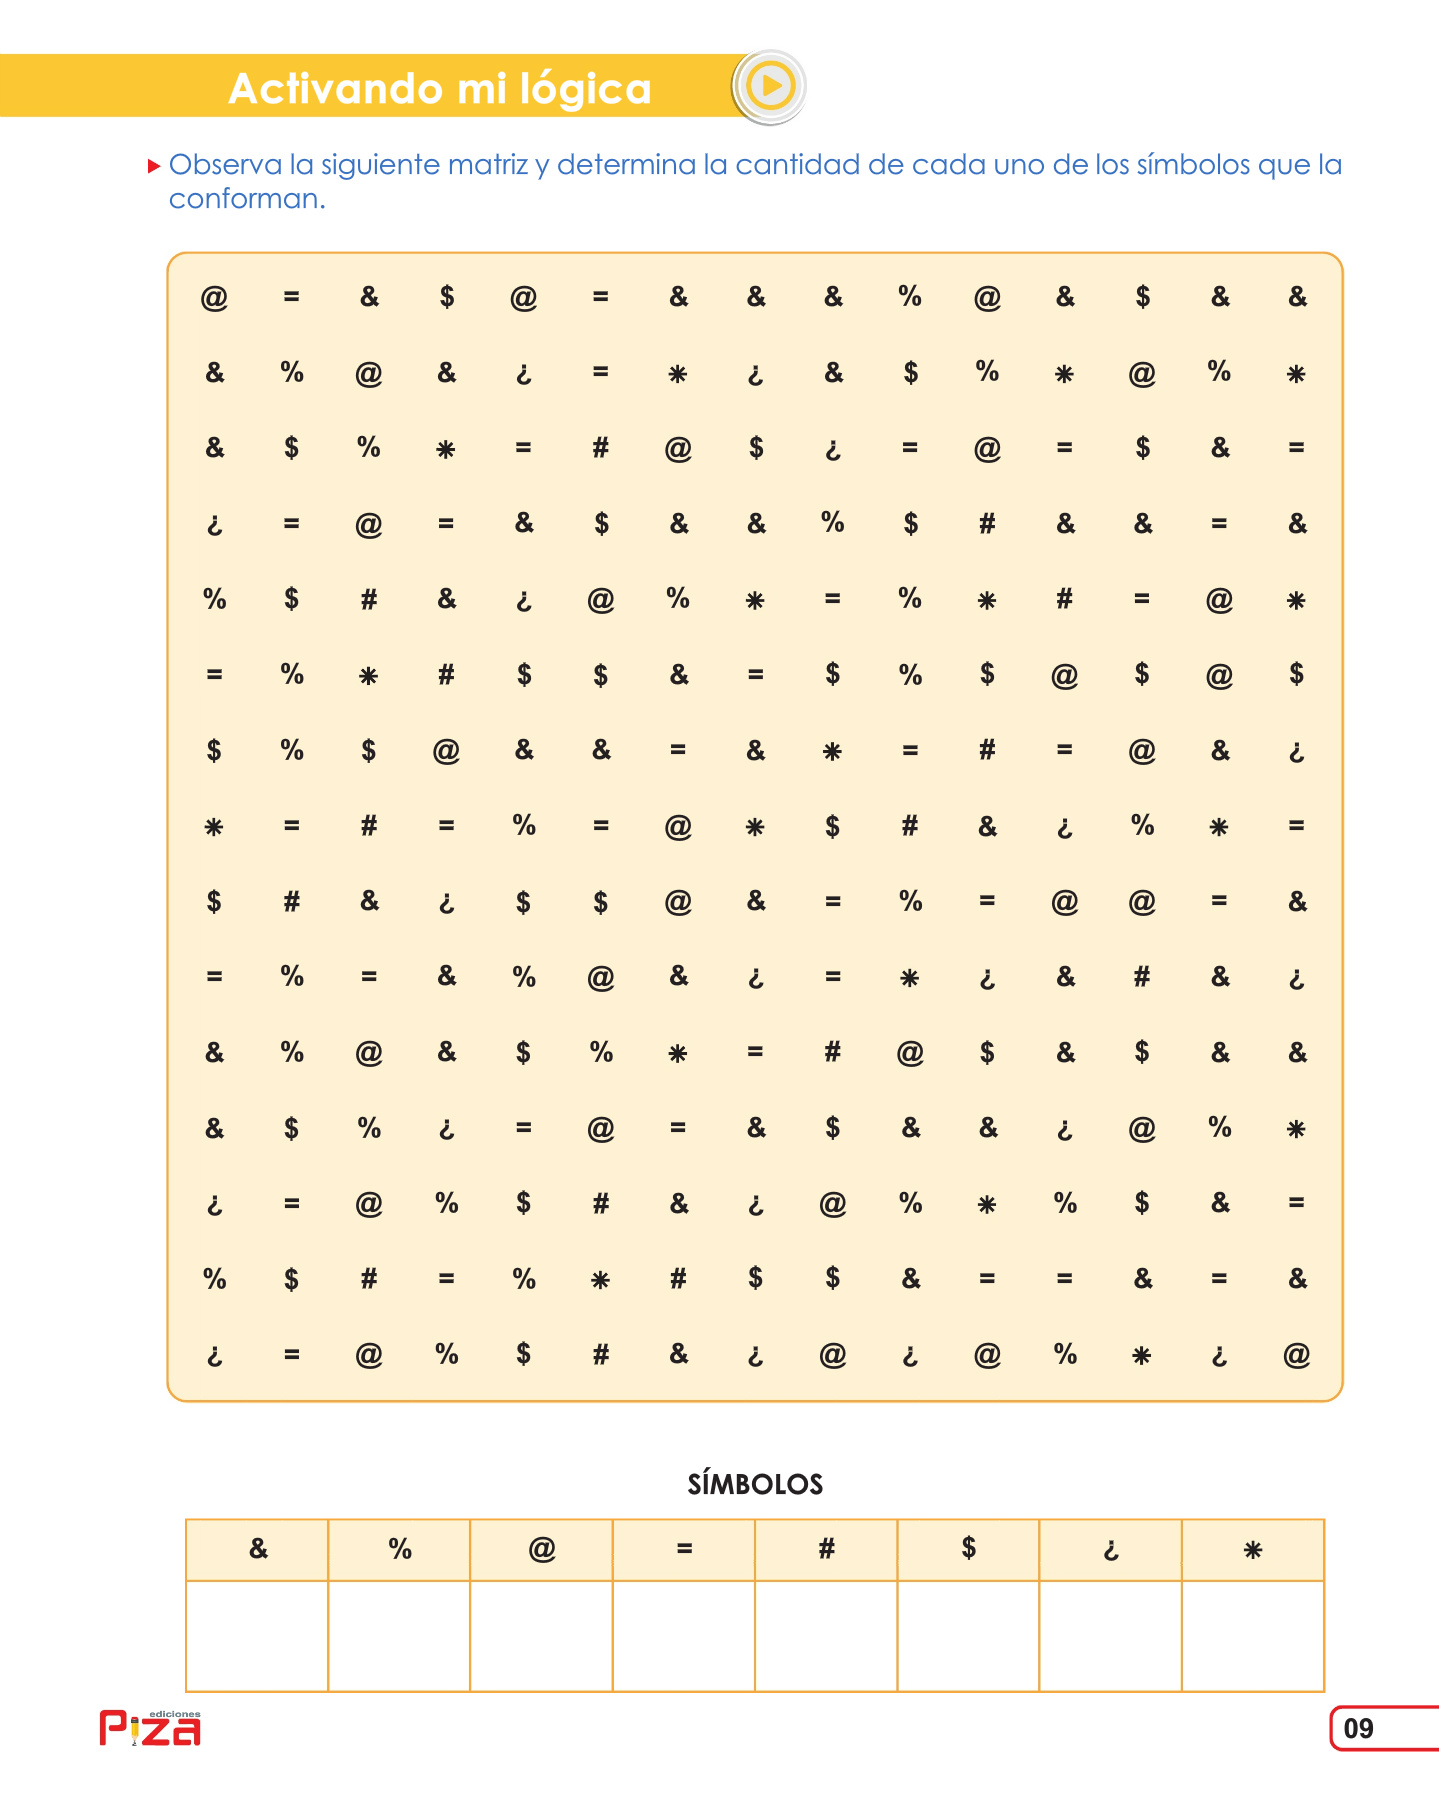 Activando mi lógica
Observa la siguiente matriz y determina la cantidad de cada uno de los símbolos que la
conforman.
@ = & $ @ = & & & % @ & $ & &
& % @ & ¿ = * ¿ & $ % * @ % *
& $ % * = # @ $ ¿ = @ = $ & =
¿ = @ = & $ & & % $ # & & = &
% $ # & ¿ @ % * = % * # = @ *
= % * # $ $ & = $ % $ @ $ @ $
$ % $ @ & & = & * = # = @ & ¿
* = # = % = @ * $ # & ¿ % * =
$ # & ¿ $ $ @ & = % = @ @ = &
= % = & % @ & ¿ = * ¿ & # & ¿
& % @ & $ % * = # @ $ & $ & &
& $ % ¿ = @ = & $ & & ¿ @ % *
¿ = @ % $ # & ¿ @ % * % $ & =
% $ # = % * # $ $ & = = & = &
¿ = @ % $ # & ¿ @ ¿ @ % * ¿ @
SÍMBOLOS
& % @ = # $ ¿ *
ediciones
Piza
09